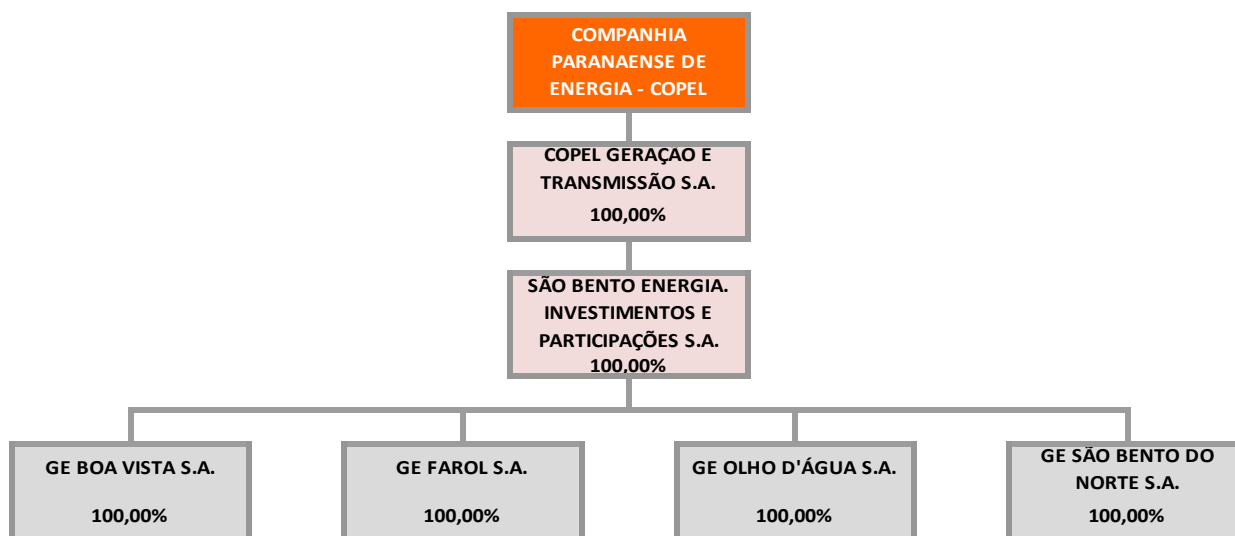 COMPANHIA
PARANAENSE DE
ENERGIA - COPEL
COPEL GERAÇAO E
TRANSMISSÃO S.A.
100,00%
SÃO BENTO ENERGIA.
INVESTIMENTOS E
PARTICIPAÇÕES S.A.
100,00%
GE BOA VISTA S.A.
100,00%
GE FAROL S.A.
100,00%
GE OLHO D'ÁGUA S.A.
100,00%
GE SÃO BENTO DO
NORTE S.A.
100,00%